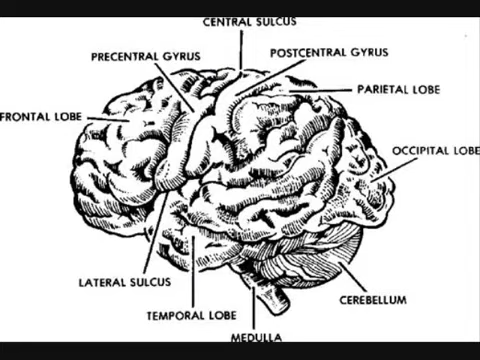 CENTRAL SULCUS
PRECENTRAL GYRUS
POSTCENTRAL GYRUS
PARIETAL LOBE
FRONTAL LOBE
OCCIPITAL LOBE
LATERAL SULCUS
CEREBELLUM
TEMPORAL LOBE
MEDULLA